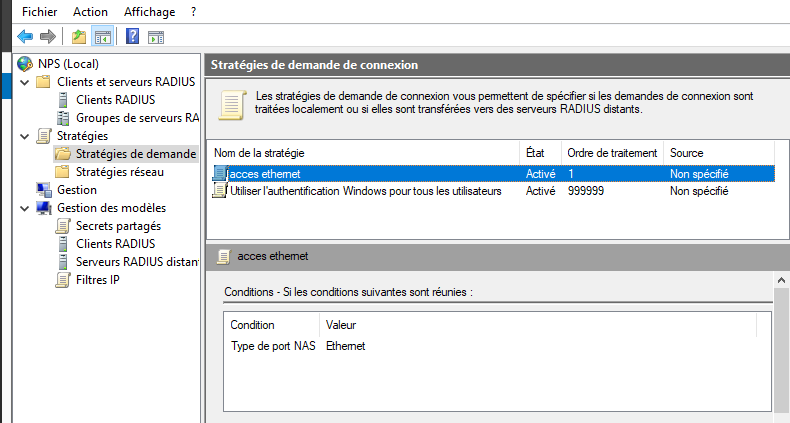 Fichier Action Affichage ?
NPS (Local)
Clients et serveurs RADIUS
Clients RADIUS
Groupes de serveurs RA
Stratégies
Stratégies de demande
Stratégies réseau
Gestion
Gestion des modèles
Secrets partagés
Clients RADIUS
Serveurs RADIUS distan
Filtres IP
Stratégies de demande de connexion
Les stratégies de demande de connexion vous permettent de spécifier si les demandes de connexion sont
traitées localement ou si elles sont transférées vers des serveurs RADIUS distants.
Nom de la stratégie État Ordre de traitement Source
acces ethernet Activé 1 Non spécifié
Utiliser l'authentification Windows pour tous les utilisateurs Activé 999999 Non spécifié
acces ethernet
Conditions - Si les conditions suivantes sont réunies :
Condition Valeur
Type de port NAS Ethernet